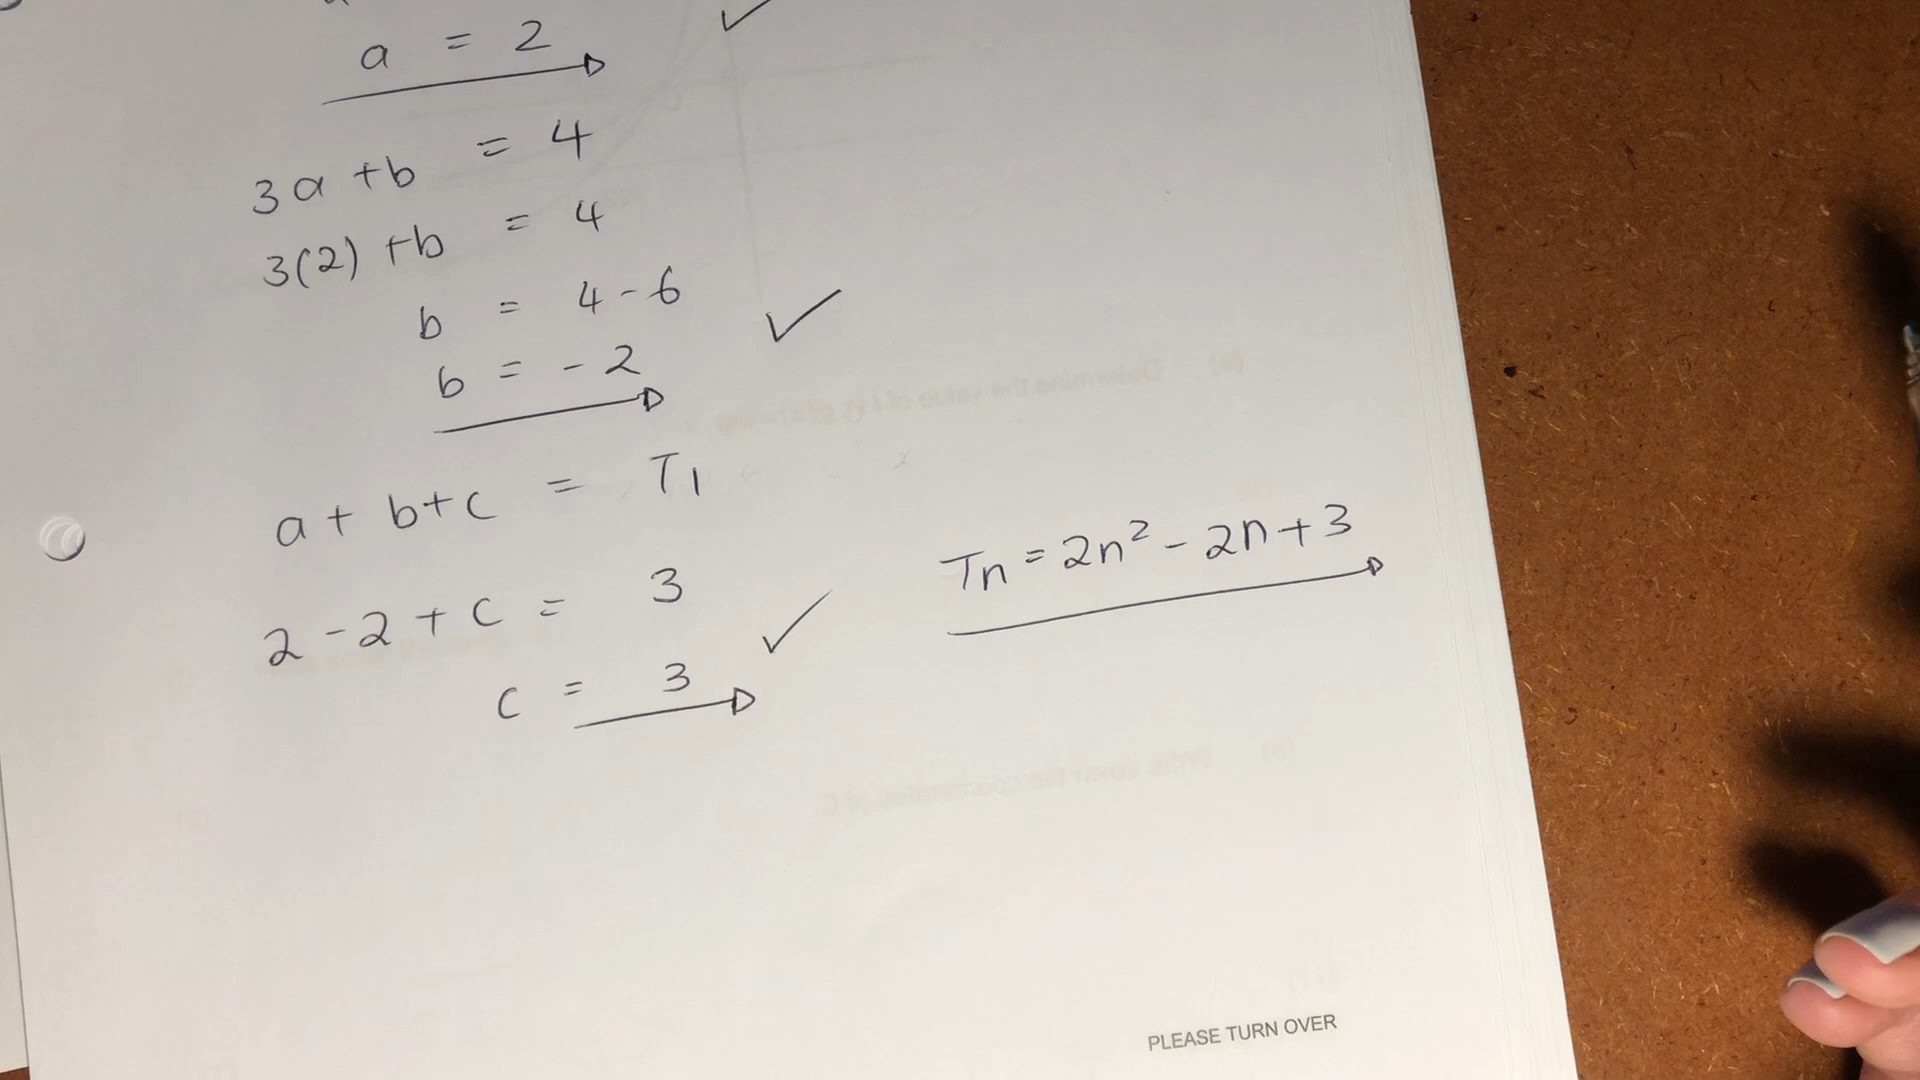 a = 2
3a + b = 4
3(2) + b = 4
b = 4 - 6
b = - 2
a + b + c = T1
2 - 2 + c = 3
c = 3
Tn = 2n² - 2n + 3
PLEASE TURN OVER